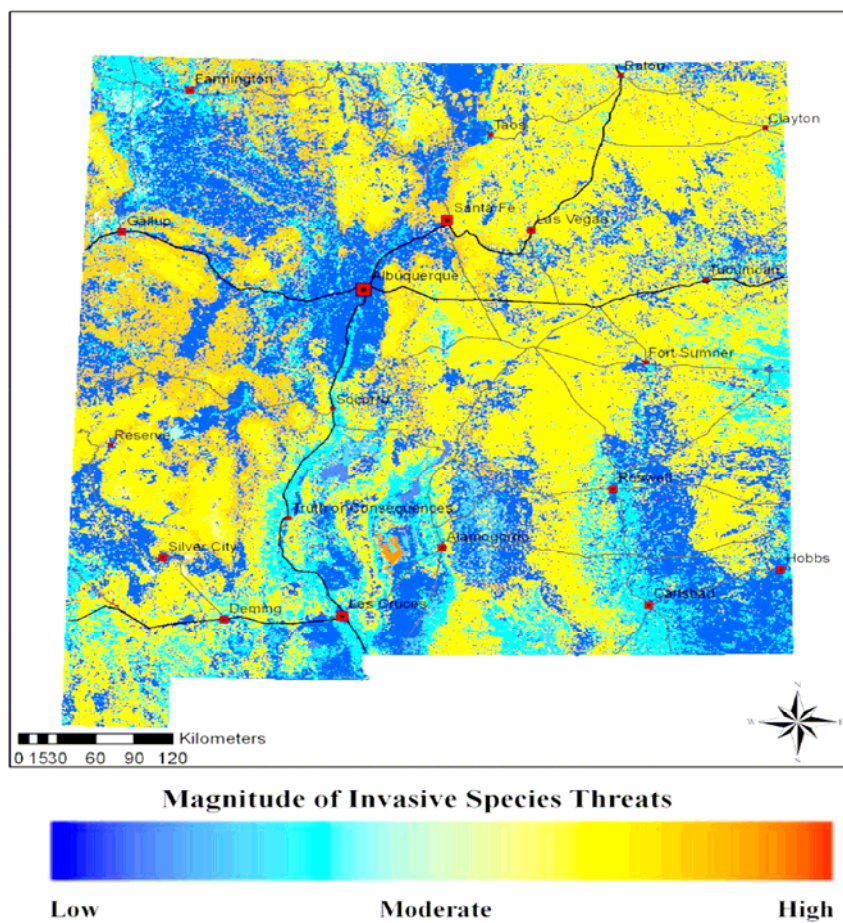 Raton
Farmington
Taos
Clayton
Santa Fe
Gallup
Las Vegas
Albuquerque
Tucumcari
Fort Sumner
Socorro
Reserve
Roswell
Truth or Consequences
Alamogordo
Silver City
Hobbs
Carlsbad
Deming
Las Cruces
N
W E
S
Kilometers
0 1530 60 90 120
Magnitude of Invasive Species Threats
Low Moderate High